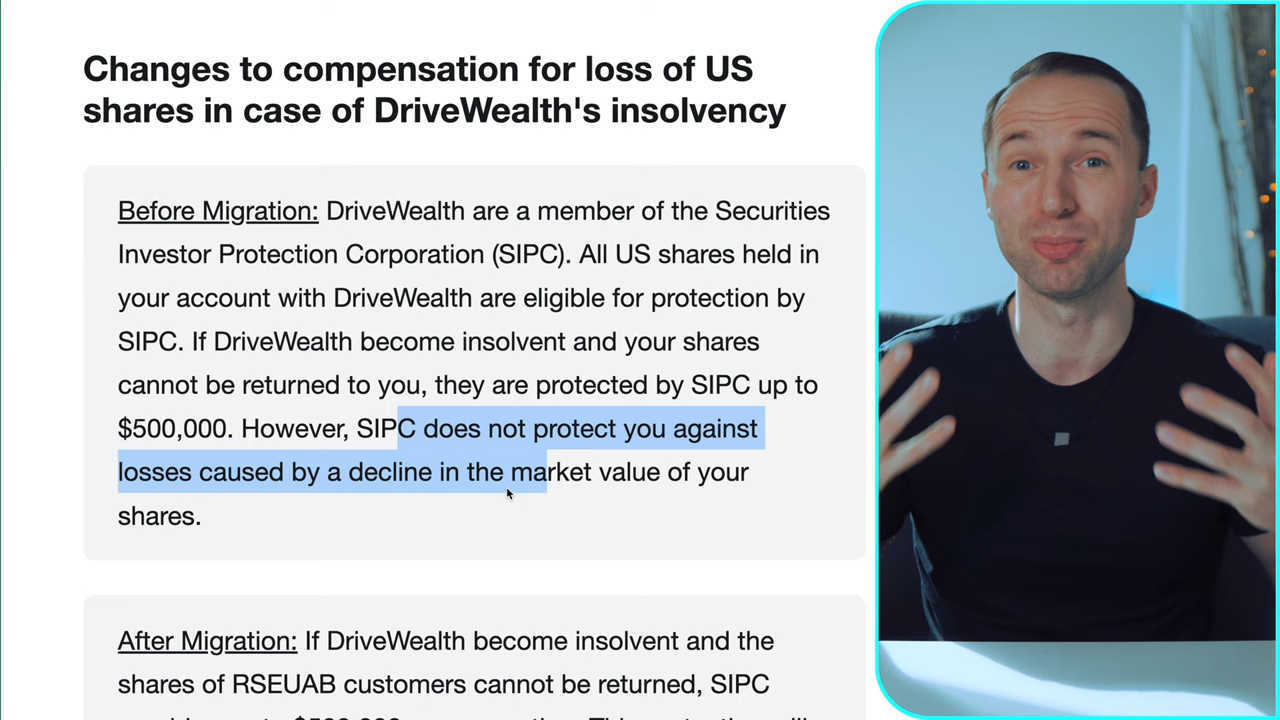 Changes to compensation for loss of US
shares in case of DriveWealth's insolvency
Before Migration: DriveWealth are a member of the Securities
Investor Protection Corporation (SIPC). All US shares held in
your account with DriveWealth are eligible for protection by
SIPC. If DriveWealth become insolvent and your shares
cannot be returned to you, they are protected by SIPC up to
$500,000. However, SIPC does not protect you against
losses caused by a decline in the market value of your
shares.
After Migration: If DriveWealth become insolvent and the
shares of RSEUAB customers cannot be returned, SIPC